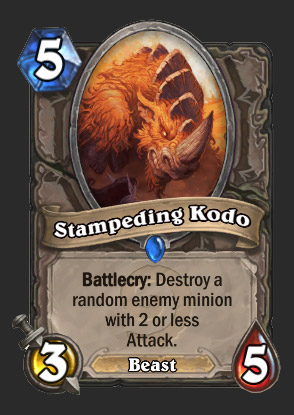 5
Stampeding Kodo
Battlecry: Destroy a
random enemy minion
with 2 or less
Attack.
3
Beast
5